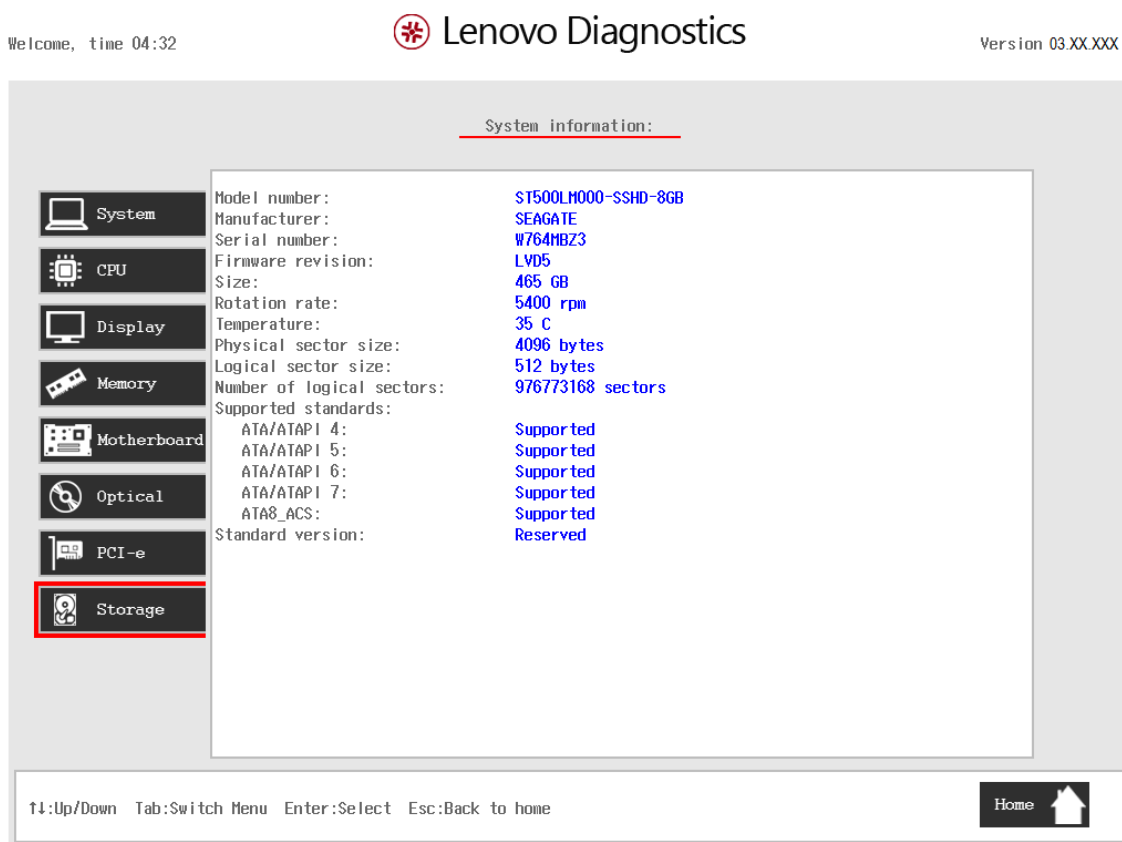 Welcome, time 04:32
Lenovo Diagnostics
Version 03.XX.XXX
System information:
System
CPU
Display
Memory
Motherboard
Optical
PCI-e
Storage
Model number: ST500LM000-SSHD-8GB
Manufacturer: SEAGATE
Serial number: W764MBZ3
Firmware revision: LVD5
Size: 465 GB
Rotation rate: 5400 rpm
Temperature: 35 C
Physical sector size: 4096 bytes
Logical sector size: 512 bytes
Number of logical sectors: 976773168 sectors
Supported standards:
ATA/ATAPI 4: Supported
ATA/ATAPI 5: Supported
ATA/ATAPI 6: Supported
ATA/ATAPI 7: Supported
ATA8_ACS: Supported
Standard version: Reserved
↑↓:Up/Down Tab:Switch Menu Enter:Select Esc:Back to home
Home